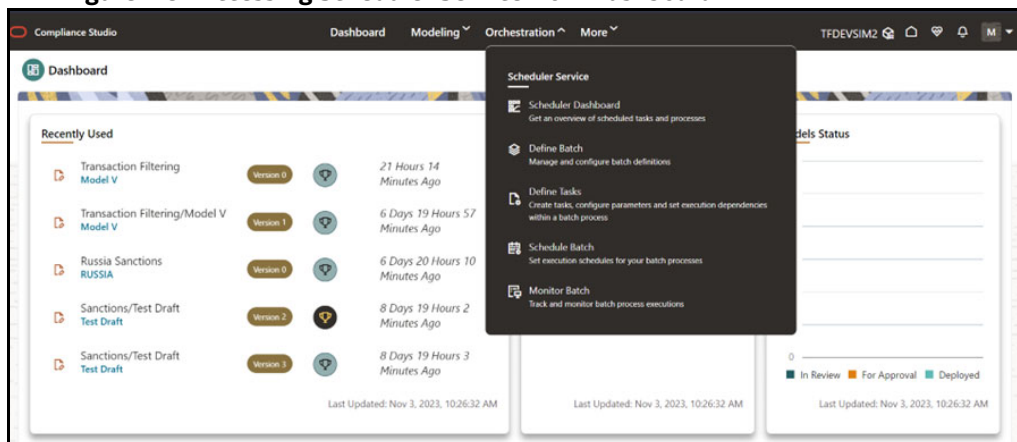 Compliance Studio
Dashboard Modeling Orchestration More
TFDEVSIM2
M
Dashboard
Recently Used
Transaction Filtering
Model V
Version 0
21 Hours 14
Minutes Ago
Transaction Filtering/Model V
Model V
Version 1
6 Days 19 Hours 57
Minutes Ago
Russia Sanctions
RUSSIA
Version 0
6 Days 20 Hours 10
Minutes Ago
Sanctions/Test Draft
Test Draft
Version 2
8 Days 19 Hours 2
Minutes Ago
Sanctions/Test Draft
Test Draft
Version 3
8 Days 19 Hours 3
Minutes Ago
Last Updated: Nov 3, 2023, 10:26:32 AM
Scheduler Service
Scheduler Dashboard
Get an overview of scheduled tasks and processes
Define Batch
Manage and configure batch definitions
Define Tasks
Create tasks, configure parameters and set execution dependencies
within a batch process
Schedule Batch
Set execution schedules for your batch processes
Monitor Batch
Track and monitor batch process executions
Last Updated: Nov 3, 2023, 10:26:32 AM
dels Status
0
In Review For Approval Deployed
Last Updated: Nov 3, 2023, 10:26:32 AM